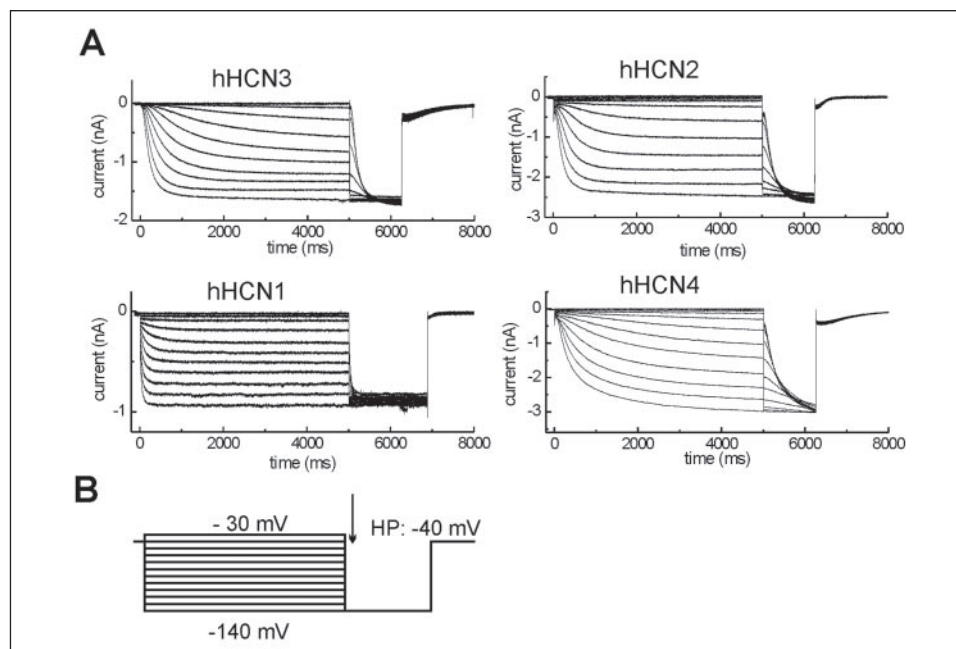 A
hHCN3
0
-1
-2
current (nA)
0 2000 4000 6000 8000
time (ms)
hHCN2
0
-1
-2
-3
current (nA)
0 2000 4000 6000 8000
time (ms)
hHCN1
0
-1
current (nA)
0 2000 4000 6000 8000
time (ms)
hHCN4
0
-1
-2
-3
current (nA)
0 2000 4000 6000 8000
time (ms)
B
- 30 mV
HP: -40 mV
-140 mV